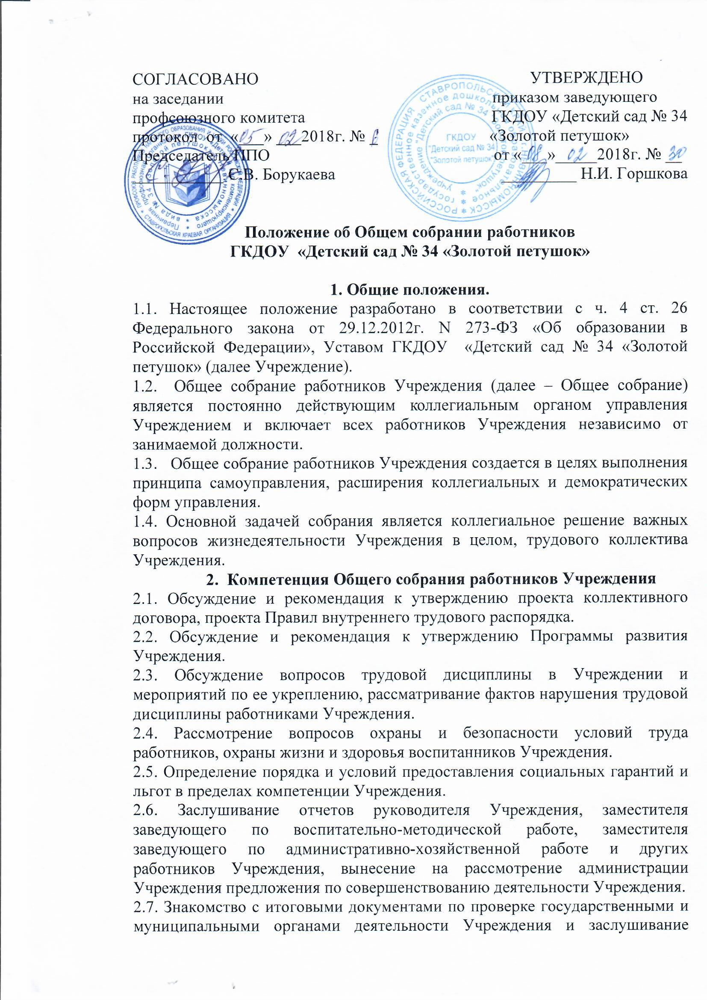 СОГЛАСОВАНО
на заседании
профсоюзного комитета
протокол от «05» 02 2018г. №
Председатель ППО
___________ С.В. Борукаева
УТВЕРЖДЕНО
приказом заведующего
ГКДОУ «Детский сад № 34
«Золотой петушок»
от «08» 02 2018г. № 30
_________ Н.И. Горшкова
ГКДОУ
"Детский сад № 34
"Золотой петушок"
Положение об Общем собрании работников
ГКДОУ «Детский сад № 34 «Золотой петушок»
1. Общие положения.
1.1. Настоящее положение разработано в соответствии с ч. 4 ст. 26
Федерального закона от 29.12.2012г. N 273-ФЗ «Об образовании в
Российской Федерации», Уставом ГКДОУ «Детский сад № 34 «Золотой
петушок» (далее Учреждение).
1.2. Общее собрание работников Учреждения (далее – Общее собрание)
является постоянно действующим коллегиальным органом управления
Учреждением и включает всех работников Учреждения независимо от
занимаемой должности.
1.3. Общее собрание работников Учреждения создается в целях выполнения
принципа самоуправления, расширения коллегиальных и демократических
форм управления.
1.4. Основной задачей собрания является коллегиальное решение важных
вопросов жизнедеятельности Учреждения в целом, трудового коллектива
Учреждения.
2. Компетенция Общего собрания работников Учреждения
2.1. Обсуждение и рекомендация к утверждению проекта коллективного
договора, проекта Правил внутреннего трудового распорядка.
2.2. Обсуждение и рекомендация к утверждению Программы развития
Учреждения.
2.3. Обсуждение вопросов трудовой дисциплины в Учреждении и
мероприятий по ее укреплению, рассматривание фактов нарушения трудовой
дисциплины работниками Учреждения.
2.4. Рассмотрение вопросов охраны и безопасности условий труда
работников, охраны жизни и здоровья воспитанников Учреждения.
2.5. Определение порядка и условий предоставления социальных гарантий и
льгот в пределах компетенции Учреждения.
2.6. Заслушивание отчетов руководителя Учреждения, заместителя
заведующего по воспитательно-методической работе, заместителя
заведующего по административно-хозяйственной работе и других
работников Учреждения, вынесение на рассмотрение администрации
Учреждения предложения по совершенствованию деятельности Учреждения.
2.7. Знакомство с итоговыми документами по проверке государственными и
муниципальными органами деятельности Учреждения и заслушивание